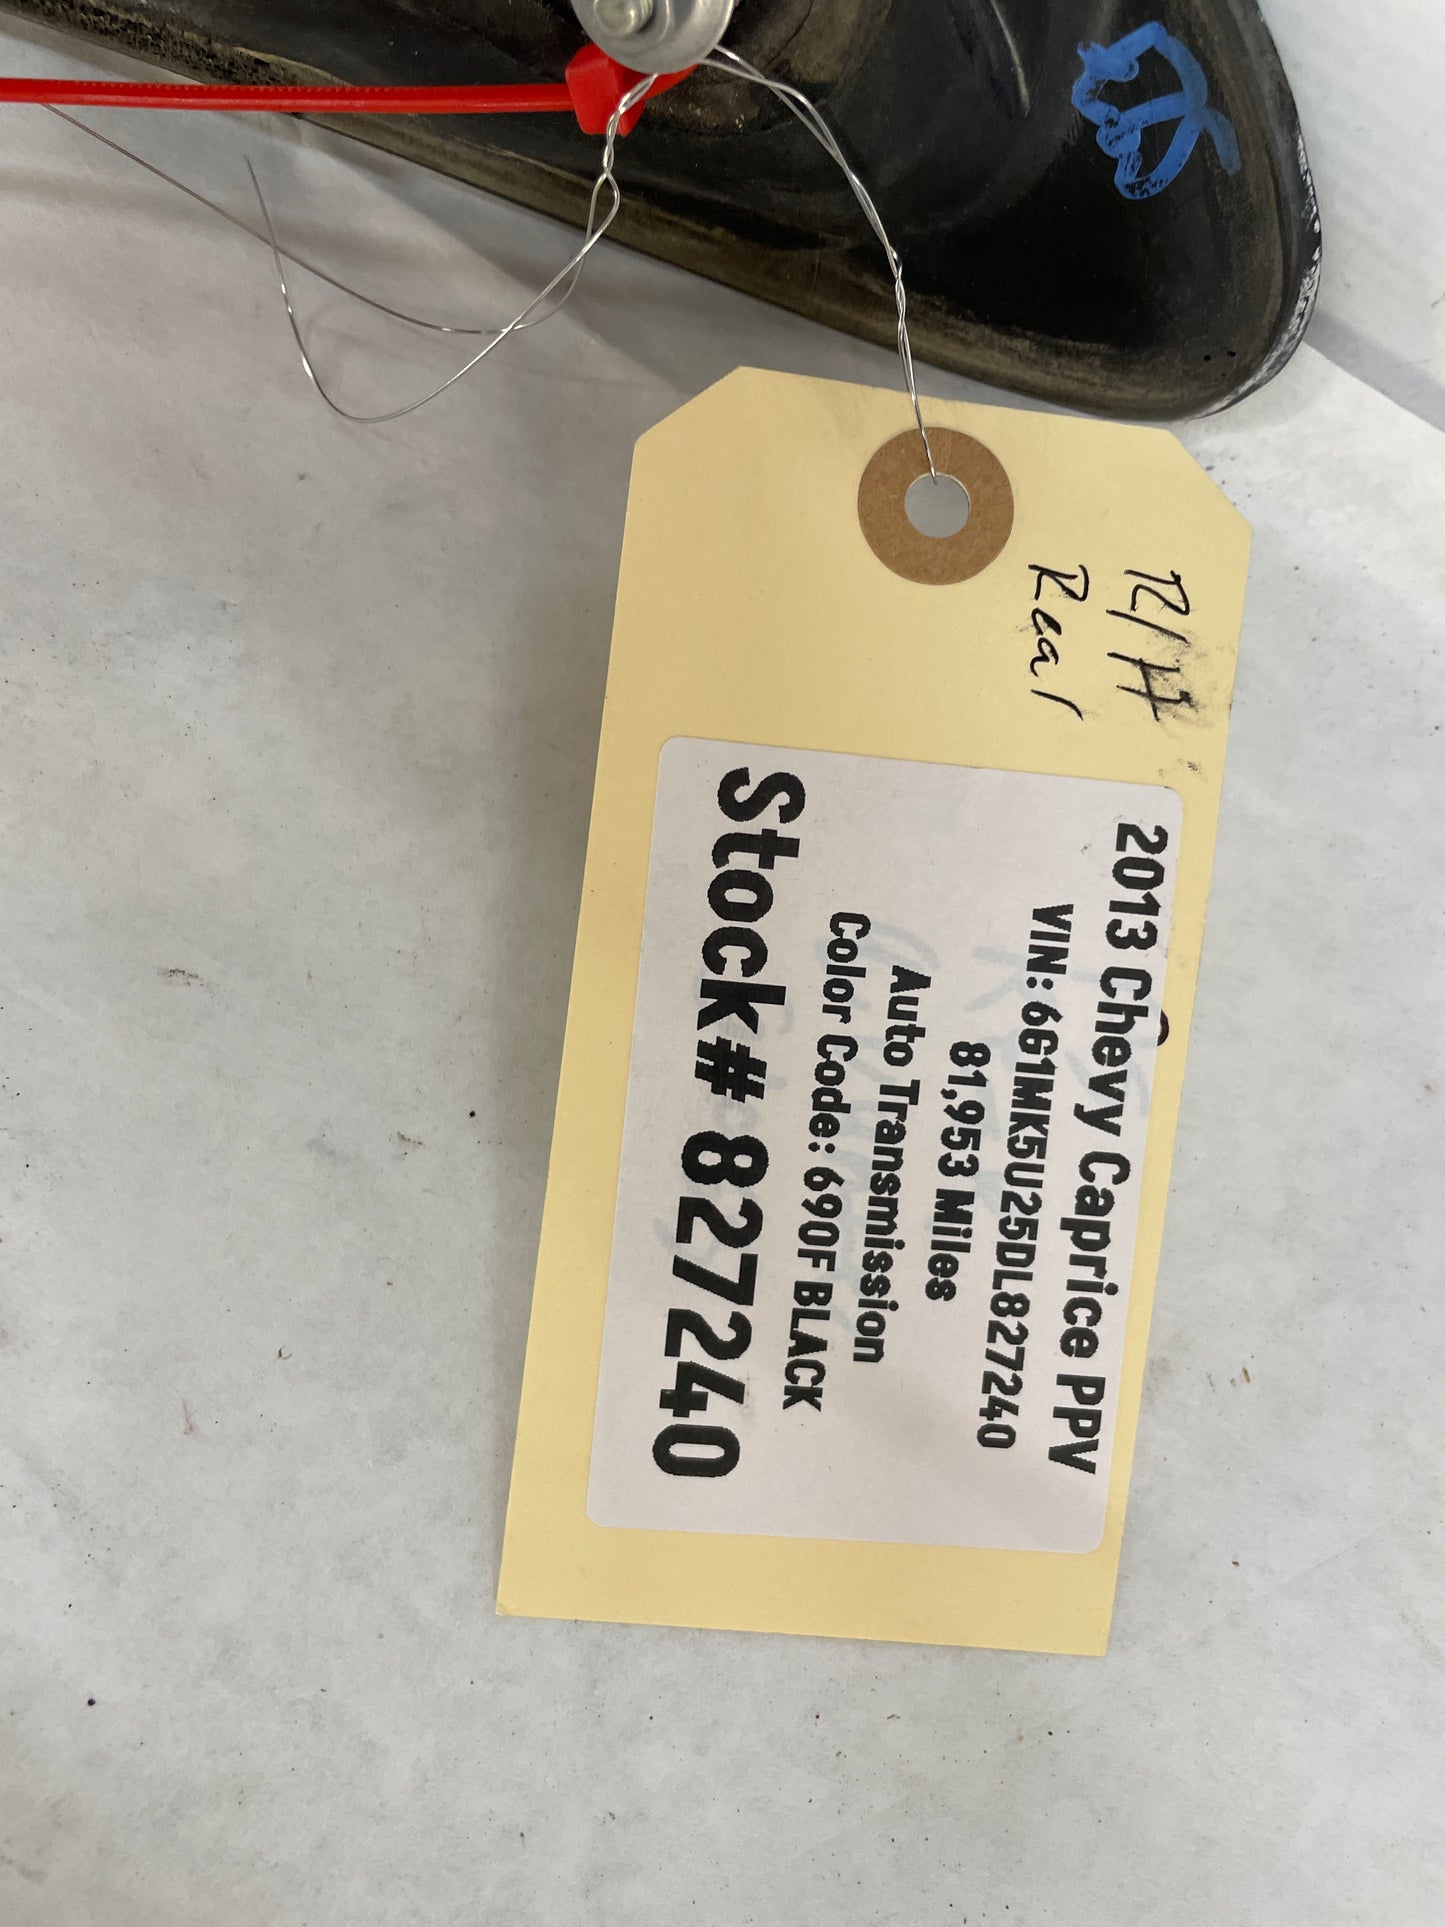 R/H
Rear
2013 Chevy Caprice PPV
VIN: 6G1MK5U25DL827240
81,953 Miles
Auto Transmission
Color Code: 690F BLACK
Stock# 827240